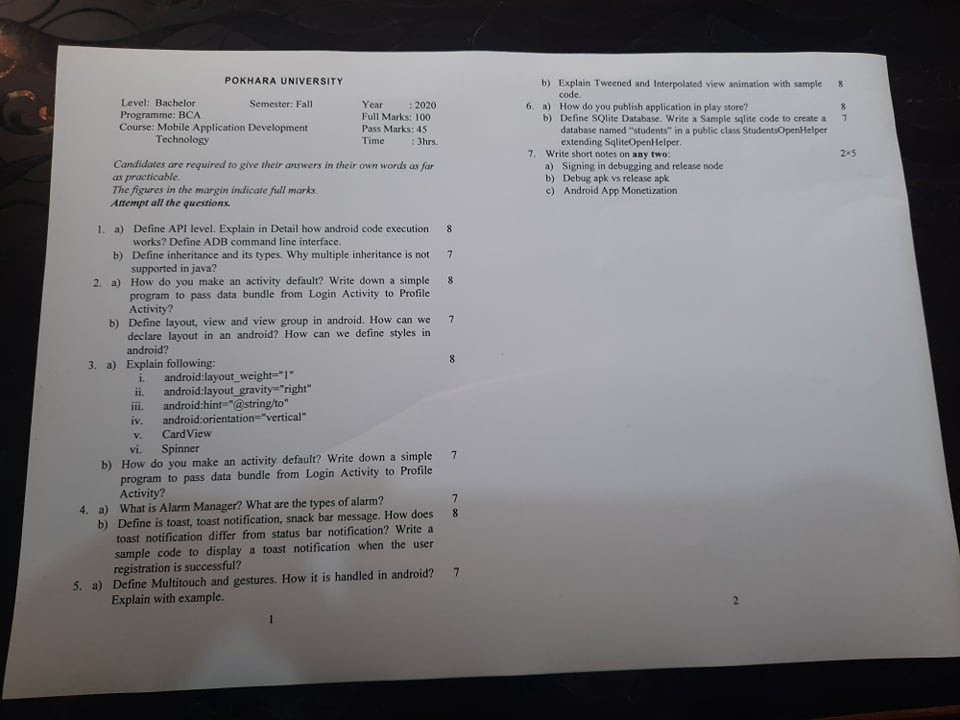 POKHARA UNIVERSITY
Level: Bachelor Semester: Fall Year : 2020
Programme: BCA Full Marks: 100
Course: Mobile Application Development Pass Marks: 45
Technology Time : 3hrs.
Candidates are required to give their answers in their own words as far
as practicable.
The figures in the margin indicate full marks.
Attempt all the questions.
1. a) Define API level. Explain in Detail how android code execution 8
works? Define ADB command line interface.
b) Define inheritance and its types. Why multiple inheritance is not 7
supported in java?
2. a) How do you make an activity default? Write down a simple 8
program to pass data bundle from Login Activity to Profile
Activity?
b) Define layout, view and view group in android. How can we 7
declare layout in an android? How can we define styles in
android?
3. a) Explain following: 8
i. android:layout_weight="1"
ii. android:layout_gravity="right"
iii. android:hint="@string/to"
iv. android:orientation="vertical"
v. CardView
vi. Spinner
b) How do you make an activity default? Write down a simple 7
program to pass data bundle from Login Activity to Profile
Activity?
4. a) What is Alarm Manager? What are the types of alarm? 7
b) Define is toast, toast notification, snack bar message. How does 8
toast notification differ from status bar notification? Write a
sample code to display a toast notification when the user
registration is successful?
5. a) Define Multitouch and gestures. How it is handled in android? 7
Explain with example.
1
b) Explain Tweened and Interpolated view animation with sample 8
code.
6. a) How do you publish application in play store? 8
b) Define SQlite Database. Write a Sample sqlite code to create a 7
database named "students" in a public class StudentsOpenHelper
extending SqliteOpenHelper.
7. Write short notes on any two: 2×5
a) Signing in debugging and release node
b) Debug apk vs release apk
c) Android App Monetization
2